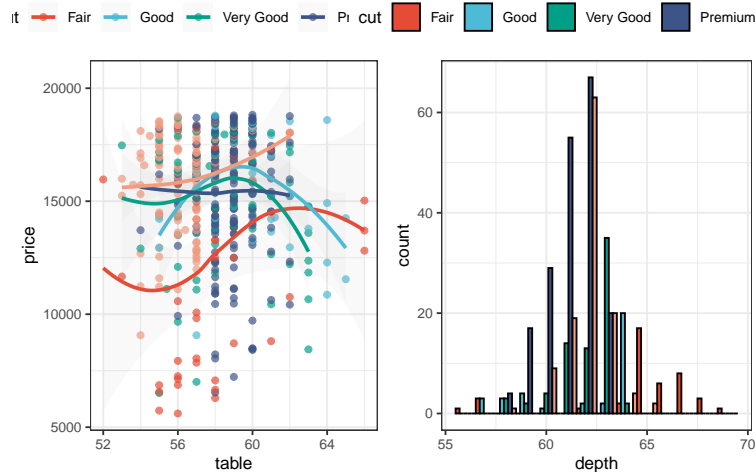 Fair Good Very Good
cut Fair Good Very Good Premium
20000
15000
10000
5000
price
52 56 60 64
table
60
40
20
0
count
55 60 65 70
depth